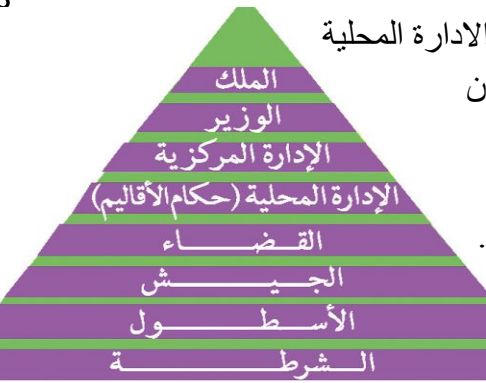 الادارة المحلية
الملك
ن
الوزير
الإدارة المركزية
الإدارة المحلية (حكام الأقاليم)
القضاء
.
الجيش
الأسطول
الشرطة